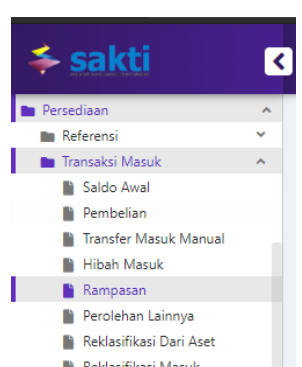 sakti
Persediaan
Referensi
Transaksi Masuk
Saldo Awal
Pembelian
Transfer Masuk Manual
Hibah Masuk
Rampasan
Perolehan Lainnya
Reklasifikasi Dari Aset
Reklasifikasi Masuk